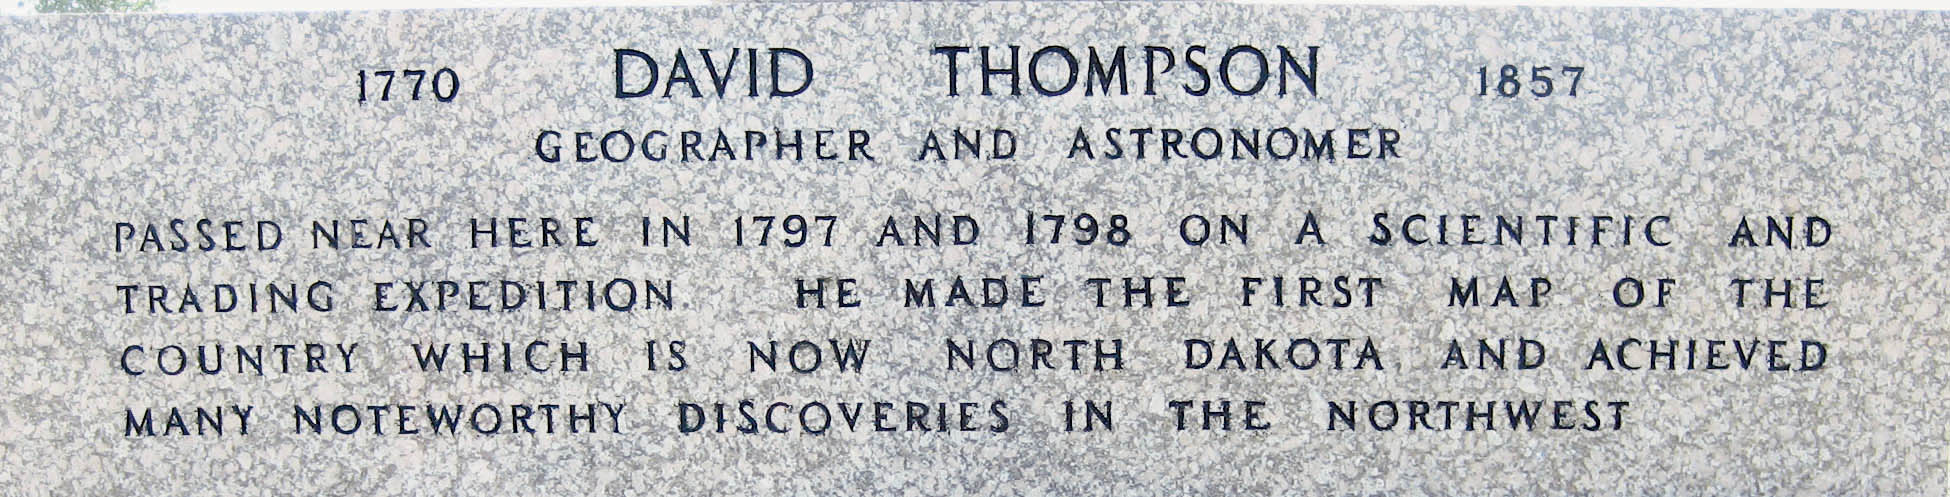 1770 DAVID THOMPSON 1857
GEOGRAPHER AND ASTRONOMER
PASSED NEAR HERE IN 1797 AND 1798 ON A SCIENTIFIC AND
TRADING EXPEDITION. HE MADE THE FIRST MAP OF THE
COUNTRY WHICH IS NOW NORTH DAKOTA AND ACHIEVED
MANY NOTEWORTHY DISCOVERIES IN THE NORTHWEST